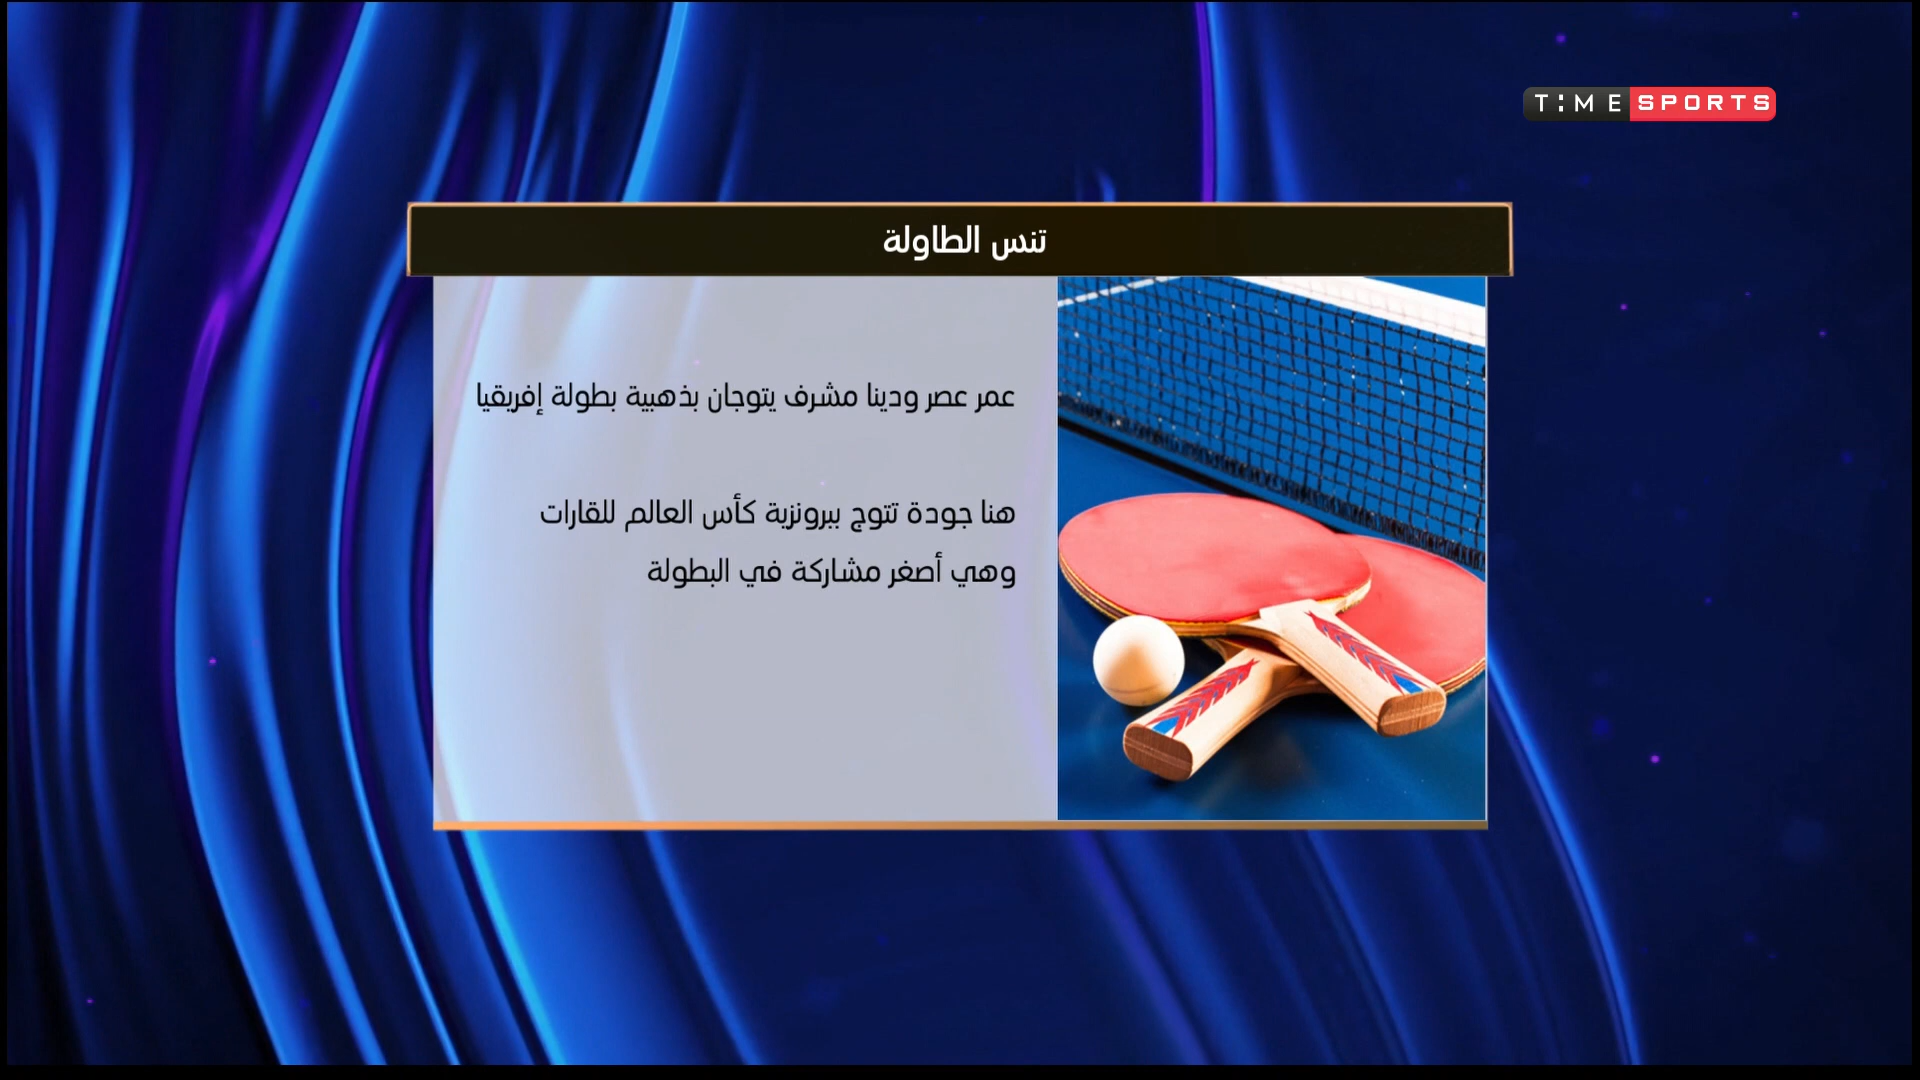 TIME SPORTS
تنس الطاولة
عمر عصر ودينا مشرف يتوجان بذهبية بطولة إفريقيا
هنا جودة تتوج ببرونزية كأس العالم للقارات
وهي أصغر مشاركة في البطولة